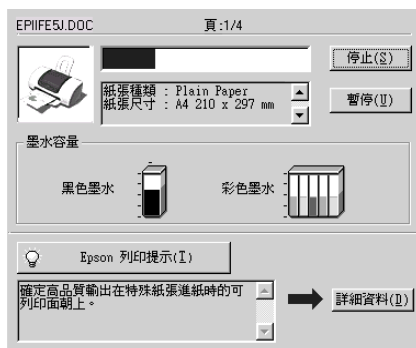 EPIIFE5J.DOC 頁:1/4
停止(S)
紙張種類 : Plain Paper
紙張尺寸 : A4 210 x 297 mm
暫停(U)
墨水容量
黑色墨水 彩色墨水
Epson 列印提示(I)
確定高品質輸出在特殊紙張進紙時的可
列印面朝上。
詳細資料(D)